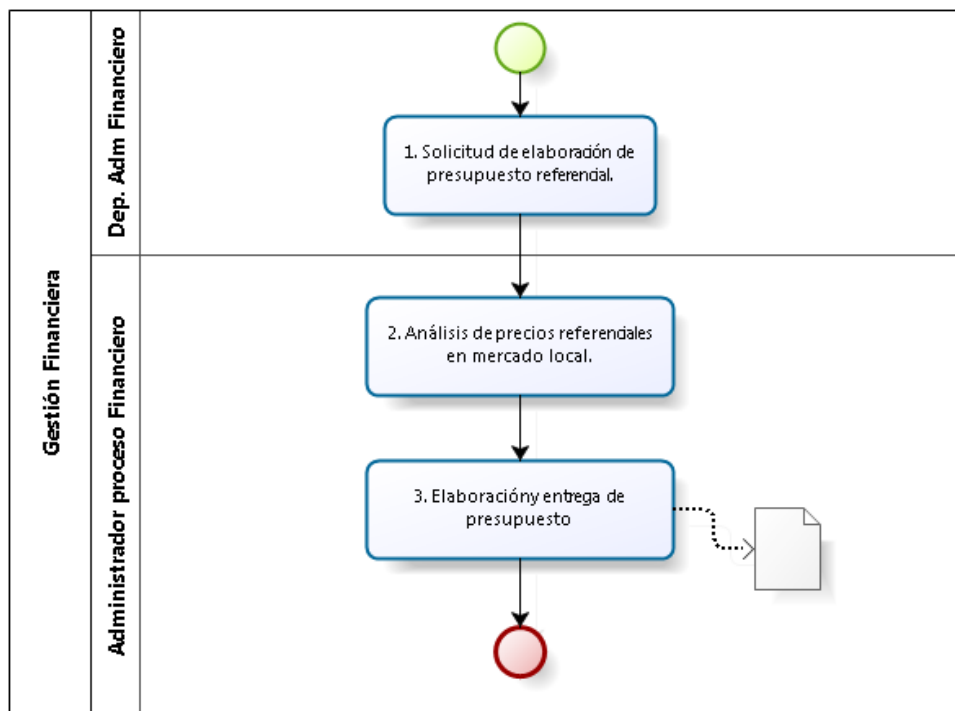 Gestión Financiera
Dep. Adm Financiero
1. Solicitud de elaboración de
presupuesto referencial.
Administrador proceso Financiero
2. Análisis de precios referenciales
en mercado local.
3. Elaboración y entrega de
presupuesto